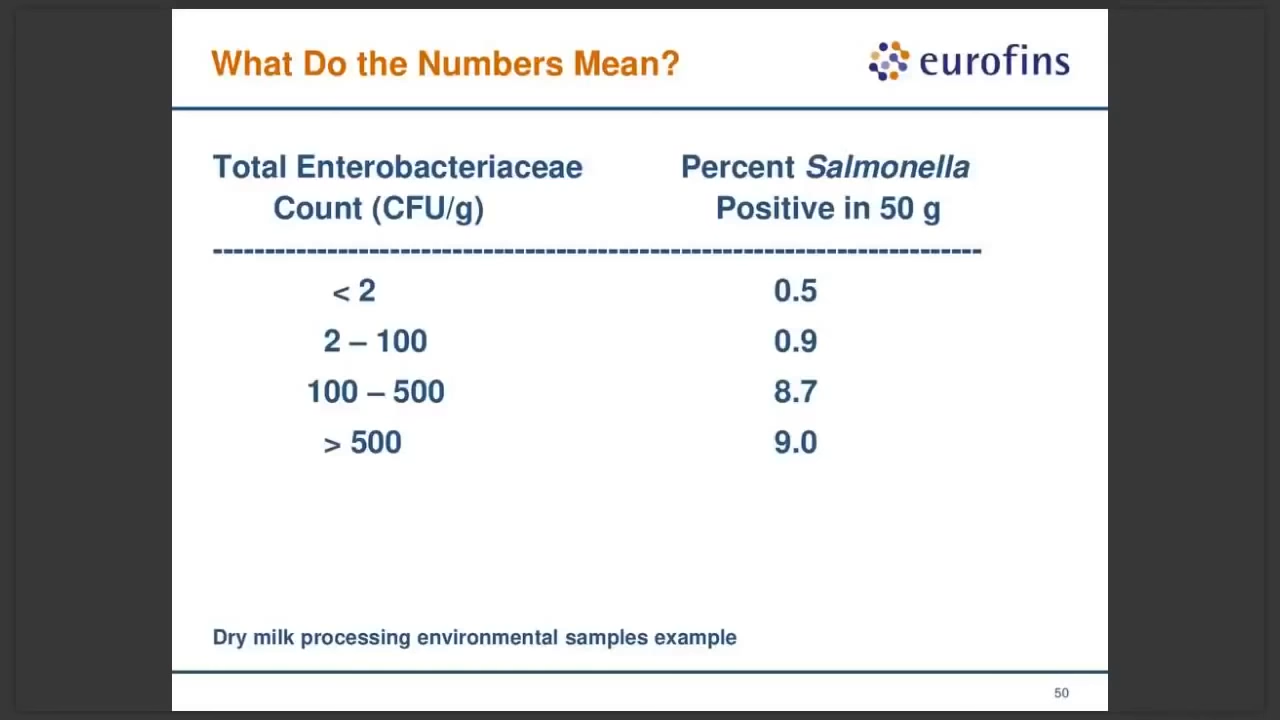 What Do the Numbers Mean?
eurofins
Total Enterobacteriaceae Percent Salmonella
Count (CFU/g) Positive in 50 g
--------------------------------------------------------------------------
< 2 0.5
2 – 100 0.9
100 – 500 8.7
> 500 9.0
Dry milk processing environmental samples example
50